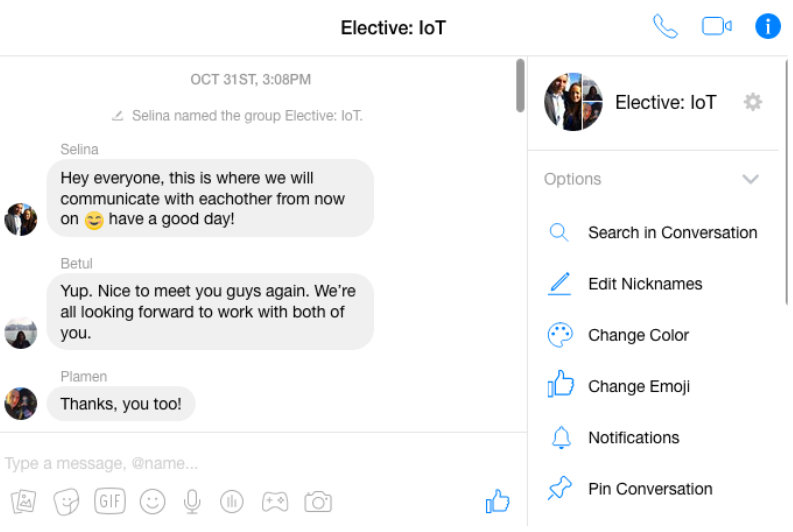 Elective: IoT
OCT 31ST, 3:08PM
Selina named the group Elective: IoT.
Selina
Hey everyone, this is where we will
communicate with eachother from now
on 😊 have a good day!
Betul
Yup. Nice to meet you guys again. We're
all looking forward to work with both of
you.
Plamen
Thanks, you too!
Type a message, @name...
GIF
Elective: IoT
Options
Search in Conversation
Edit Nicknames
Change Color
Change Emoji
Notifications
Pin Conversation